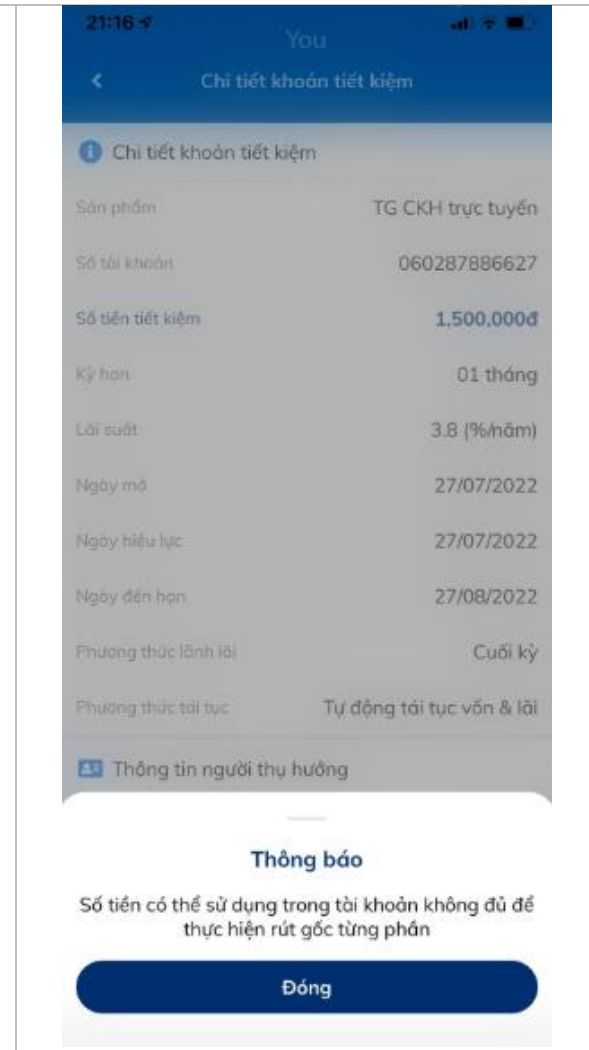 21:16
You
Chi tiết khoản tiết kiệm
Chi tiết khoản tiết kiệm
Sản phẩm TG CKH trực tuyến
Số tài khoản 060287886627
Số tiền tiết kiệm 1,500,000đ
Kỳ hạn 01 tháng
Lãi suất 3.8 (%/năm)
Ngày mở 27/07/2022
Ngày hiệu lực 27/07/2022
Ngày đến hạn 27/08/2022
Phương thức lãnh lãi Cuối kỳ
Phương thức tái tục Tự động tái tục vốn & lãi
Thông tin người thụ hưởng
Thông báo
Số tiền có thể sử dụng trong tài khoản không đủ để
thực hiện rút gốc từng phần
Đóng